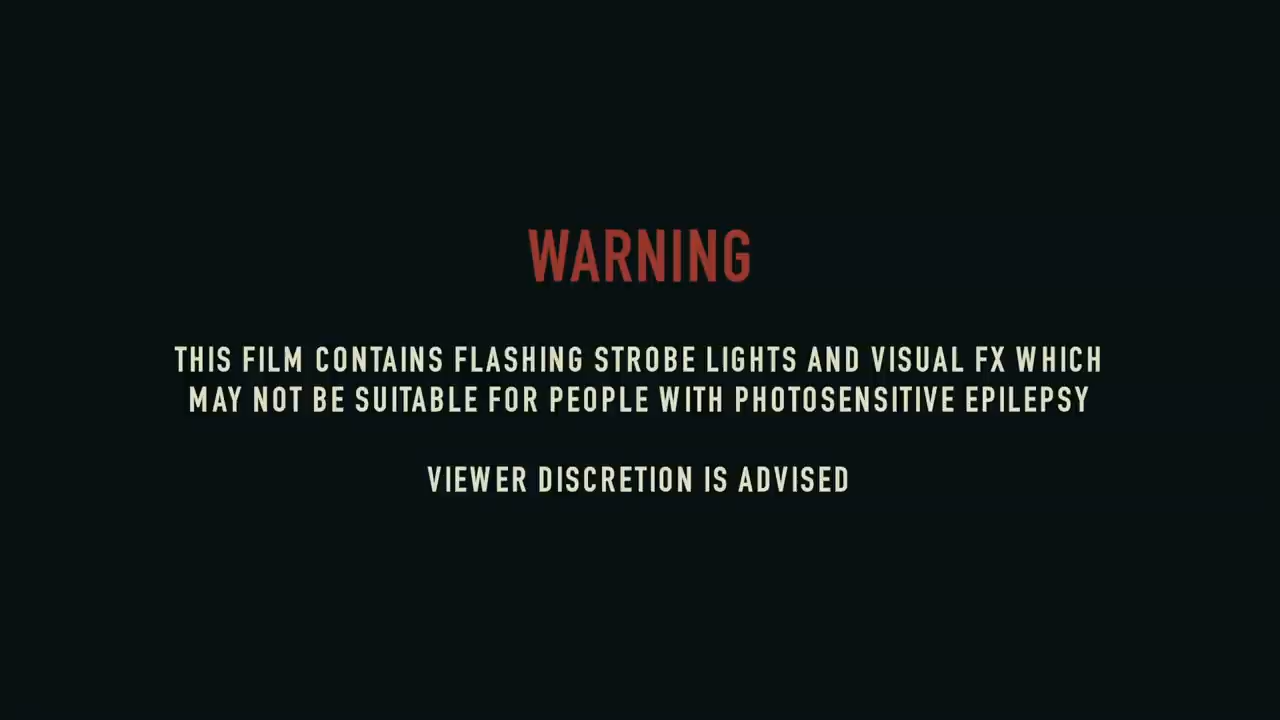 WARNING
THIS FILM CONTAINS FLASHING STROBE LIGHTS AND VISUAL FX WHICH
MAY NOT BE SUITABLE FOR PEOPLE WITH PHOTOSENSITIVE EPILEPSY
VIEWER DISCRETION IS ADVISED